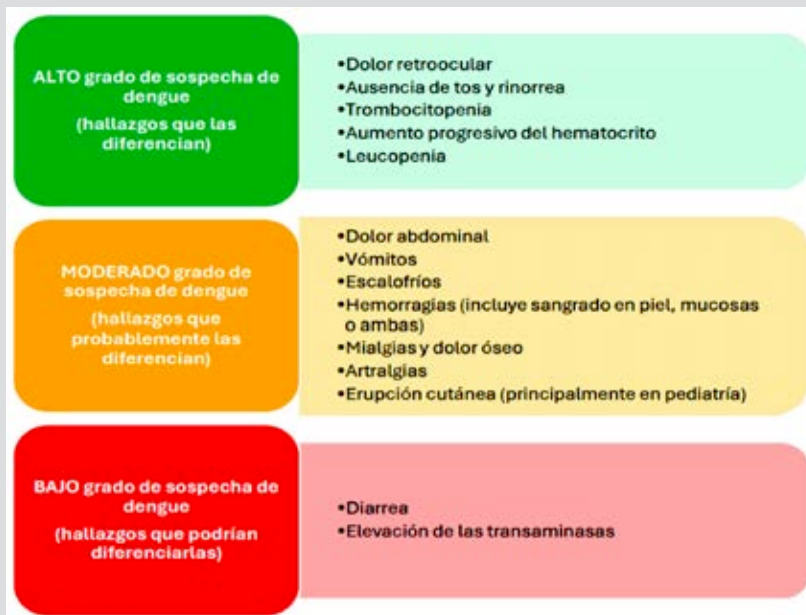 ALTO grado de sospecha de
dengue
(hallazgos que las
diferencian)
•Dolor retroocular
•Ausencia de tos y rinorrea
•Trombocitopenia
•Aumento progresivo del hematocrito
•Leucopenia
MODERADO grado de
sospecha de dengue
(hallazgos que
probablemente las
diferencian)
•Dolor abdominal
•Vómitos
•Escalofríos
•Hemorragias (incluye sangrado en piel, mucosas
o ambas)
•Mialgias y dolor óseo
•Artralgias
•Erupción cutánea (principalmente en pediatría)
BAJO grado de sospecha de
dengue
(hallazgos que podrían
diferenciarlas)
•Diarrea
•Elevación de las transaminasas